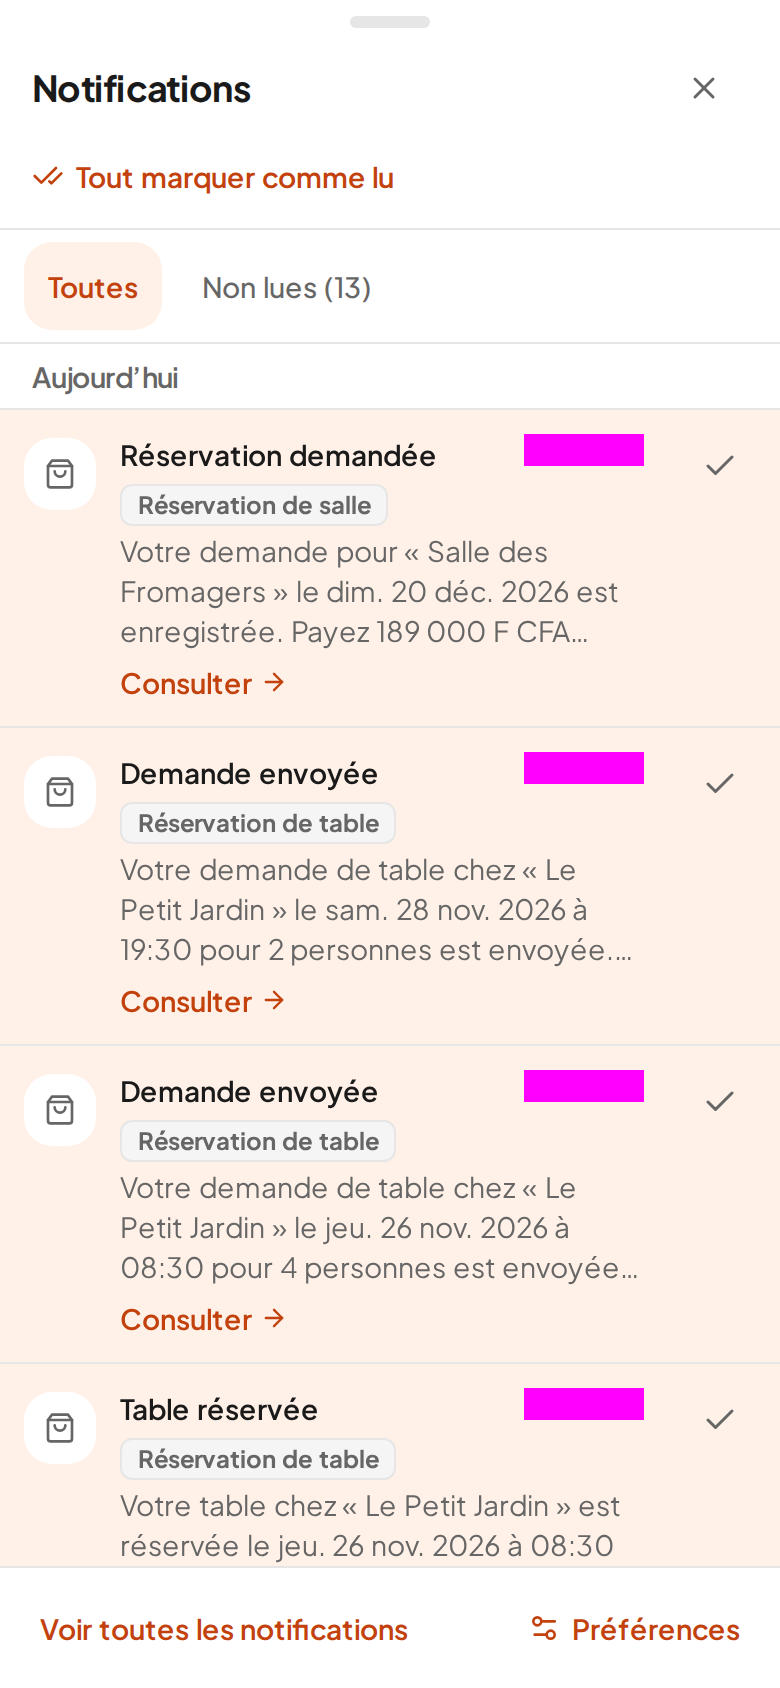 Notifications
Tout marquer comme lu
Toutes
Non lues (13)
Aujourd’hui
Réservation demandée
Réservation de salle
Votre demande pour « Salle des
Fromagers » le dim. 20 déc. 2026 est
enregistrée. Payez 189 000 F CFA…
Consulter
Demande envoyée
Réservation de table
Votre demande de table chez « Le
Petit Jardin » le sam. 28 nov. 2026 à
19:30 pour 2 personnes est envoyée.…
Consulter
Demande envoyée
Réservation de table
Votre demande de table chez « Le
Petit Jardin » le jeu. 26 nov. 2026 à
08:30 pour 4 personnes est envoyée…
Consulter
Table réservée
Réservation de table
Votre table chez « Le Petit Jardin » est
réservée le jeu. 26 nov. 2026 à 08:30
Voir toutes les notifications
Préférences